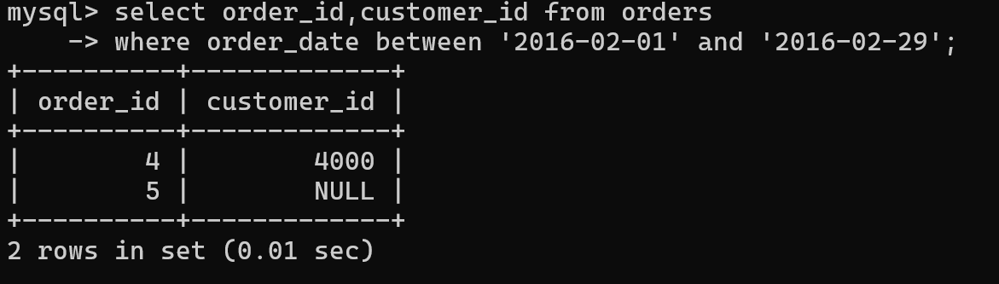 mysql> select order_id,customer_id from orders
    -> where order_date between '2016-02-01' and '2016-02-29';
+----------+-------------+
| order_id | customer_id |
+----------+-------------+
|        4 |        4000 |
|        5 |        NULL |
+----------+-------------+
2 rows in set (0.01 sec)